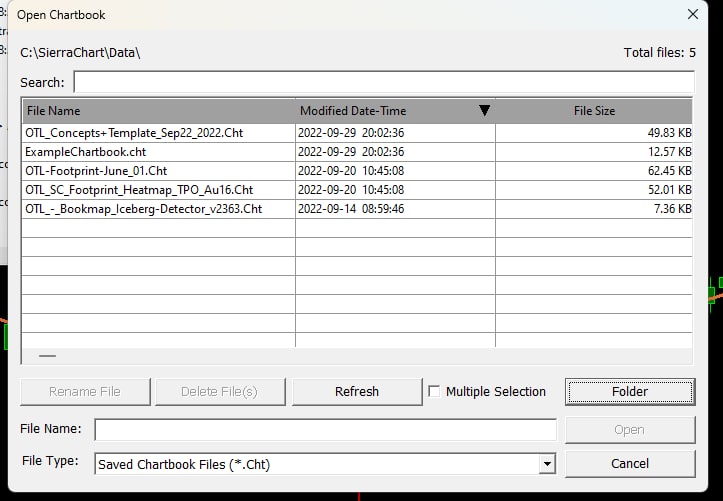 Open Chartbook
C:\SierraChart\Data\ Total files: 5
Search:
File Name Modified Date-Time File Size
OTL_Concepts+Template_Sep22_2022.Cht 2022-09-29 20:02:36 49.83 KB
ExampleChartbook.cht 2022-09-29 20:02:36 12.57 KB
OTL-Footprint-June_01.Cht 2022-09-20 10:45:08 62.45 KB
OTL_SC_Footprint_Heatmap_TPO_Au16.Cht 2022-09-20 10:45:08 52.01 KB
OTL_-_Bookmap_Iceberg-Detector_v2363.Cht 2022-09-14 08:59:46 7.36 KB
Rename File Delete File(s) Refresh Multiple Selection Folder
File Name: Open
File Type: Saved Chartbook Files (*.Cht) Cancel